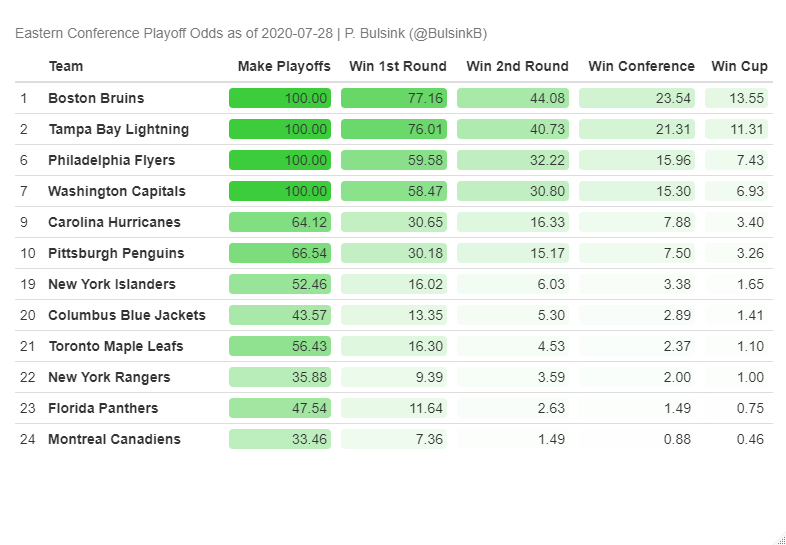 Eastern Conference Playoff Odds as of 2020-07-28 | P. Bulsink (@BulsinkB)
Team Make Playoffs Win 1st Round Win 2nd Round Win Conference Win Cup
1 Boston Bruins 100.00 77.16 44.08 23.54 13.55
2 Tampa Bay Lightning 100.00 76.01 40.73 21.31 11.31
6 Philadelphia Flyers 100.00 59.58 32.22 15.96 7.43
7 Washington Capitals 100.00 58.47 30.80 15.30 6.93
9 Carolina Hurricanes 64.12 30.65 16.33 7.88 3.40
10 Pittsburgh Penguins 66.54 30.18 15.17 7.50 3.26
19 New York Islanders 52.46 16.02 6.03 3.38 1.65
20 Columbus Blue Jackets 43.57 13.35 5.30 2.89 1.41
21 Toronto Maple Leafs 56.43 16.30 4.53 2.37 1.10
22 New York Rangers 35.88 9.39 3.59 2.00 1.00
23 Florida Panthers 47.54 11.64 2.63 1.49 0.75
24 Montreal Canadiens 33.46 7.36 1.49 0.88 0.46